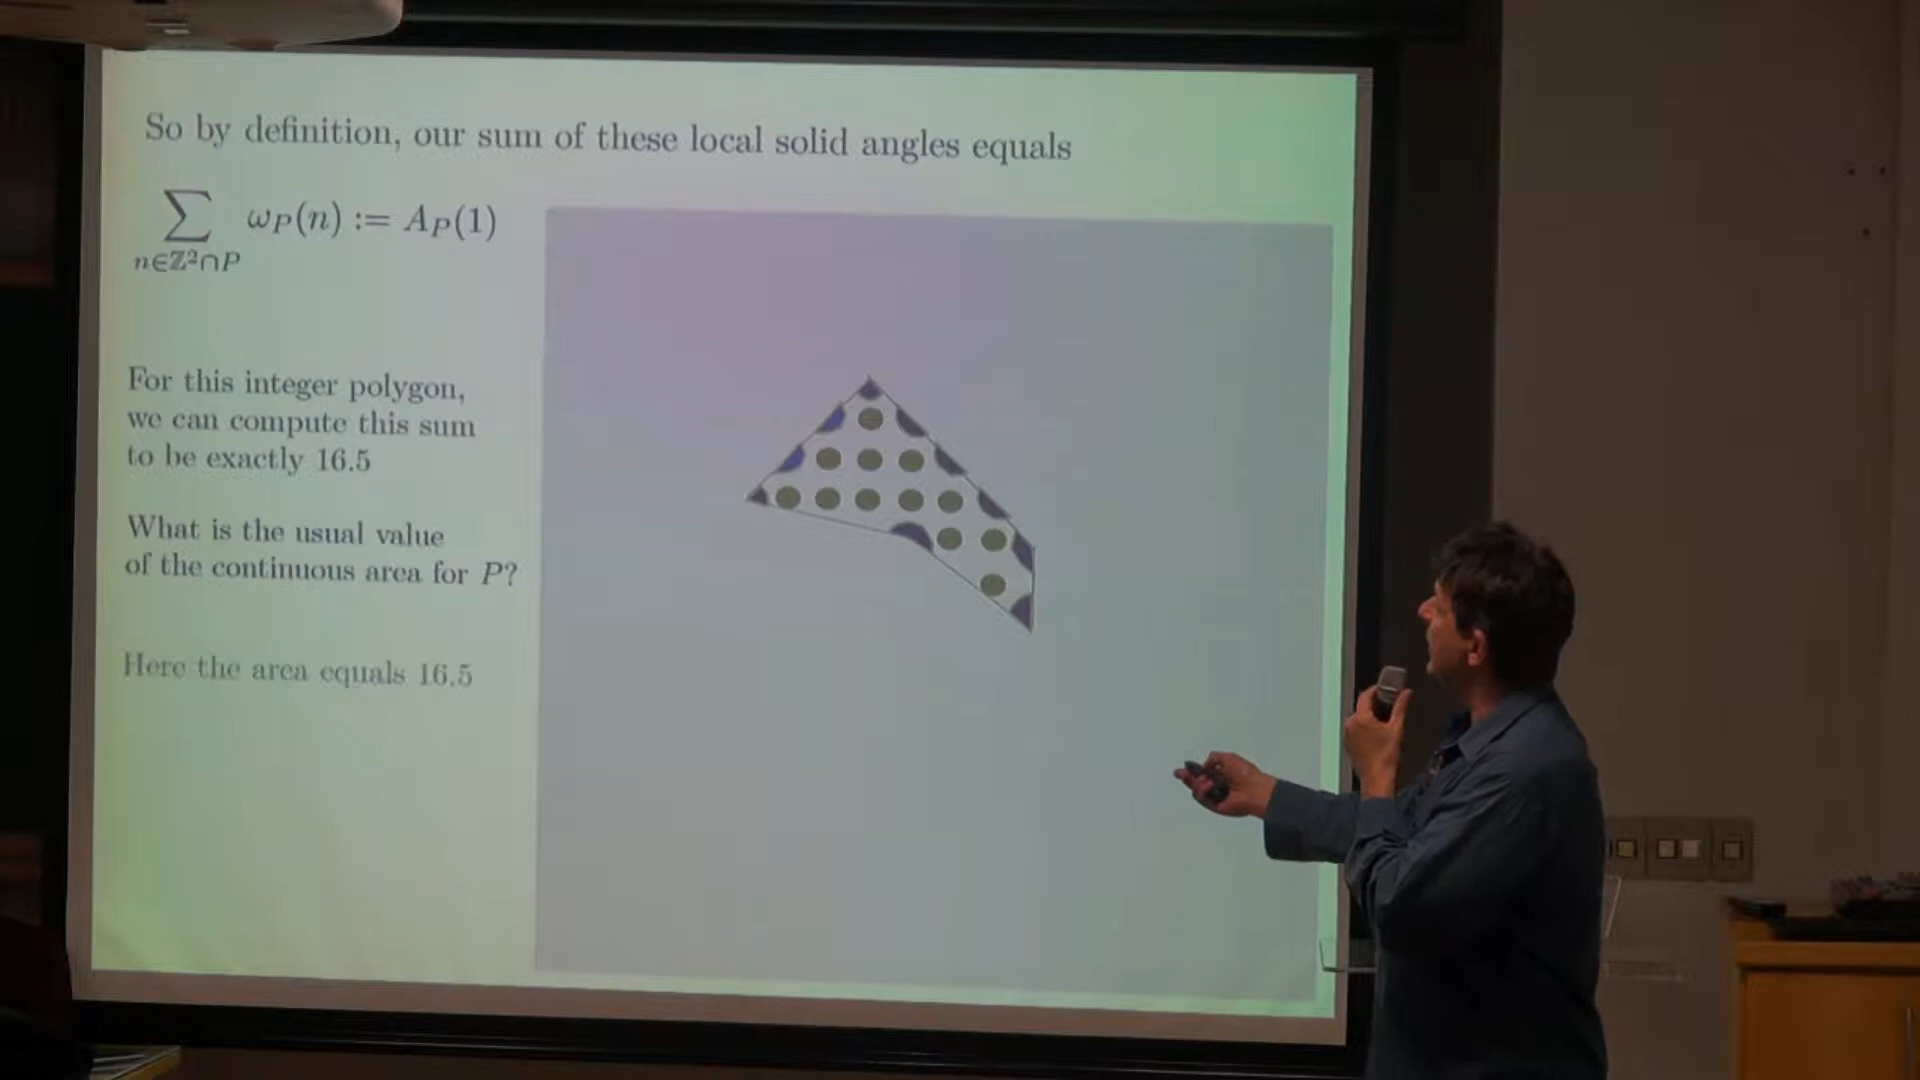 So by definition, our sum of these local solid angles equals
∑ ωP(n) := AP(1)
n∈ℤ²∩P
For this integer polygon,
we can compute this sum
to be exactly 16.5
What is the usual value
of the continuous area for P?
Here the area equals 16.5